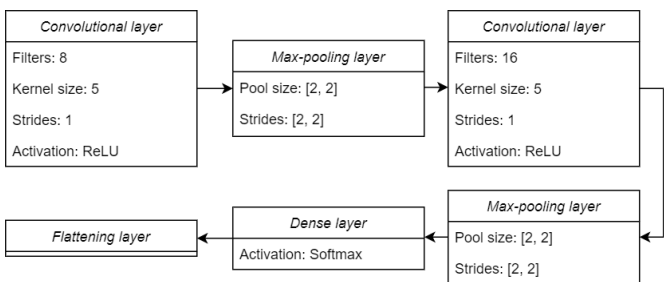 Convolutional layer
Filters: 8
Kernel size: 5
Strides: 1
Activation: ReLU
Max-pooling layer
Pool size: [2, 2]
Strides: [2, 2]
Convolutional layer
Filters: 16
Kernel size: 5
Strides: 1
Activation: ReLU
Max-pooling layer
Pool size: [2, 2]
Strides: [2, 2]
Dense layer
Activation: Softmax
Flattening layer